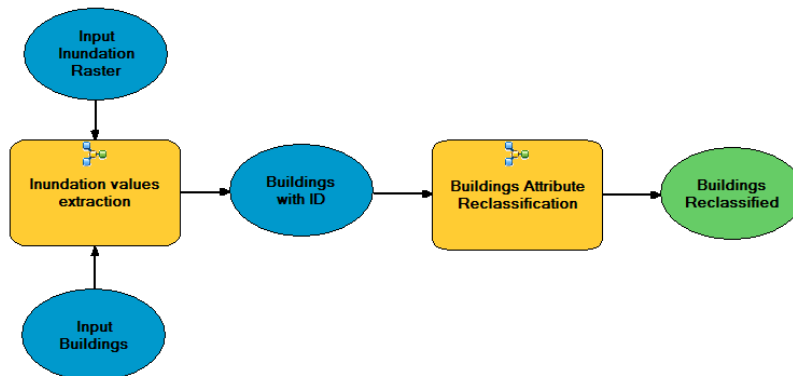 Input
Inundation
Raster
Inundation values
extraction
Buildings
with ID
Buildings Attribute
Reclassification
Buildings
Reclassified
Input
Buildings